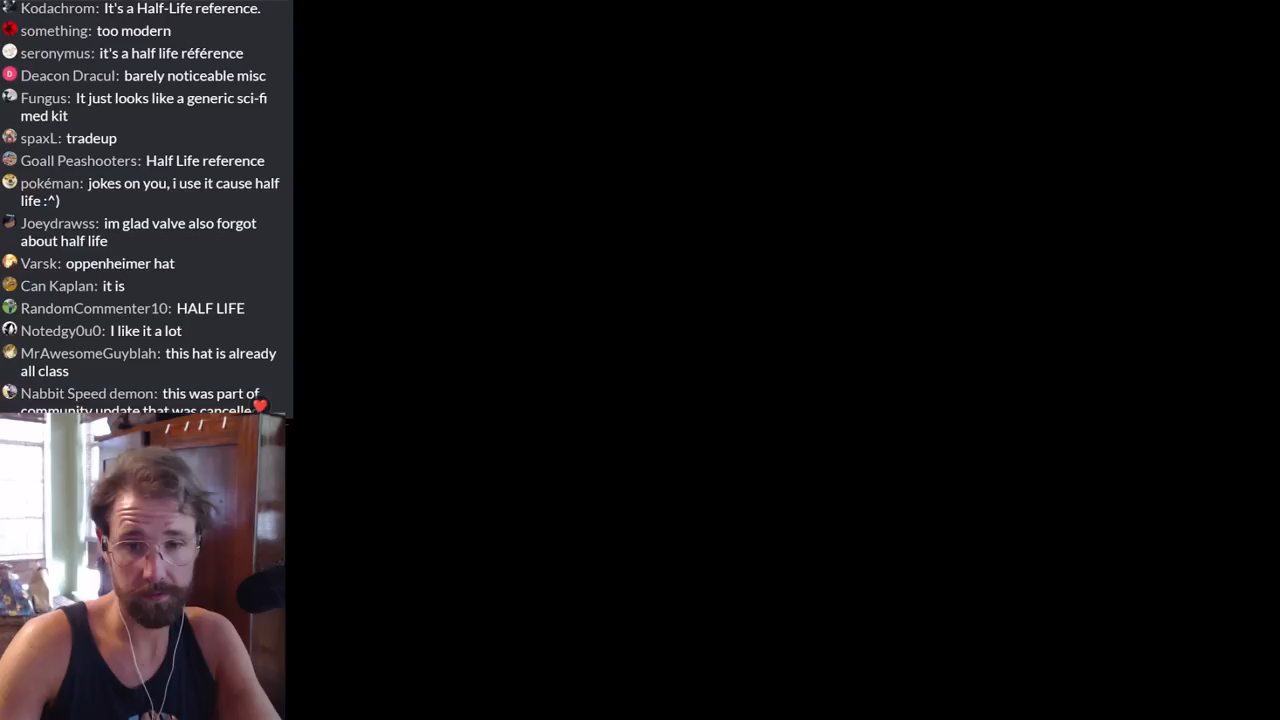 Kodachrom: It's a Half-Life reference.
something: too modern
seronymus: it's a half life référence
Deacon Dracul: barely noticeable misc
Fungus: It just looks like a generic sci-fi
med kit
spaxL: tradeup
Goall Peashooters: Half Life reference
pokéman: jokes on you, i use it cause half
life :^)
Joeydrawss: im glad valve also forgot
about half life
Varsk: oppenheimer hat
Can Kaplan: it is
RandomCommenter10: HALF LIFE
Notedgy0u0: I like it a lot
MrAwesomeGuyblah: this hat is already
all class
Nabbit Speed demon: this was part of
community update that was